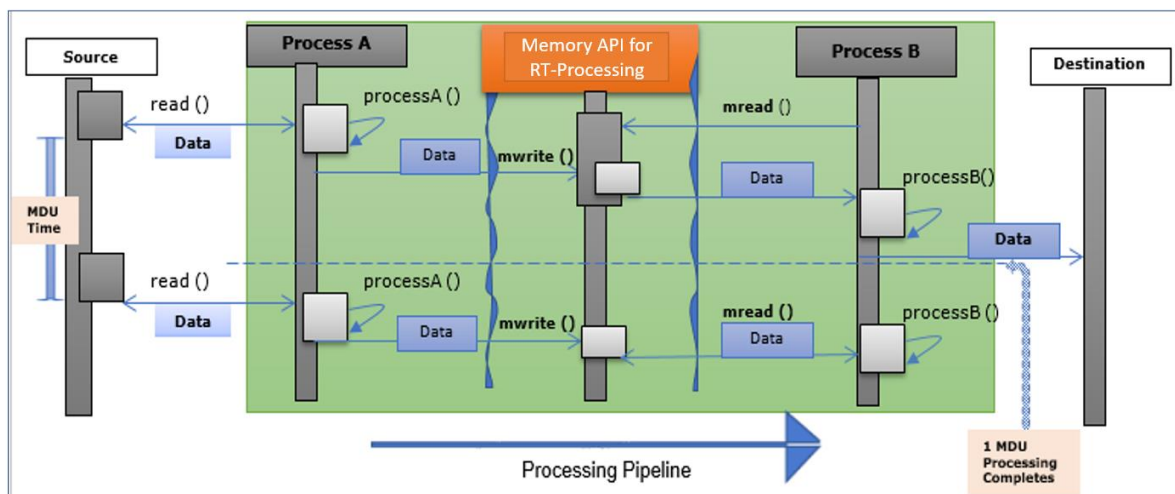 Source
Process A
Memory API for
RT-Processing
Process B
Destination
read ()
Data
processA ()
Data
mwrite ()
mread ()
Data
processB()
Data
MDU
Time
read ()
Data
processA ()
Data
mwrite ()
mread ()
Data
processB ()
Processing Pipeline
1 MDU
Processing
Completes